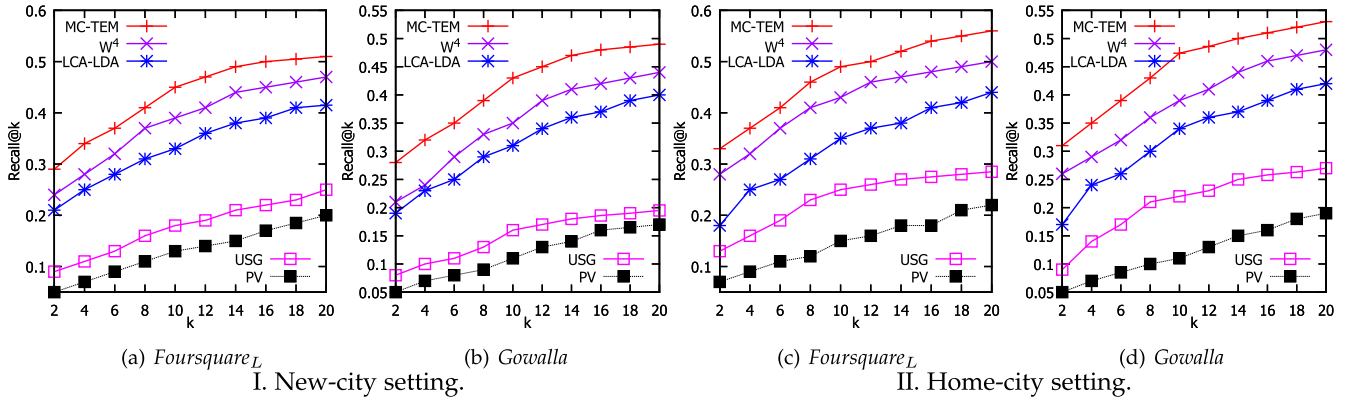 0.6
0.5
0.4
0.3
0.2
0.1
Recall@k
MC-TEM
W⁴
LCA-LDA
USG
PV
2 4 6 8 10 12 14 16 18 20
k
(a) Foursquare_L
0.55
0.5
0.45
0.4
0.35
0.3
0.25
0.2
0.15
0.1
0.05
Recall@k
MC-TEM
W⁴
LCA-LDA
USG
PV
2 4 6 8 10 12 14 16 18 20
k
(b) Gowalla
I. New-city setting.
0.6
0.5
0.4
0.3
0.2
0.1
Recall@k
MC-TEM
W⁴
LCA-LDA
USG
PV
2 4 6 8 10 12 14 16 18 20
k
(c) Foursquare_L
0.55
0.5
0.45
0.4
0.35
0.3
0.25
0.2
0.15
0.1
0.05
Recall@k
MC-TEM
W⁴
LCA-LDA
USG
PV
2 4 6 8 10 12 14 16 18 20
k
(d) Gowalla
II. Home-city setting.